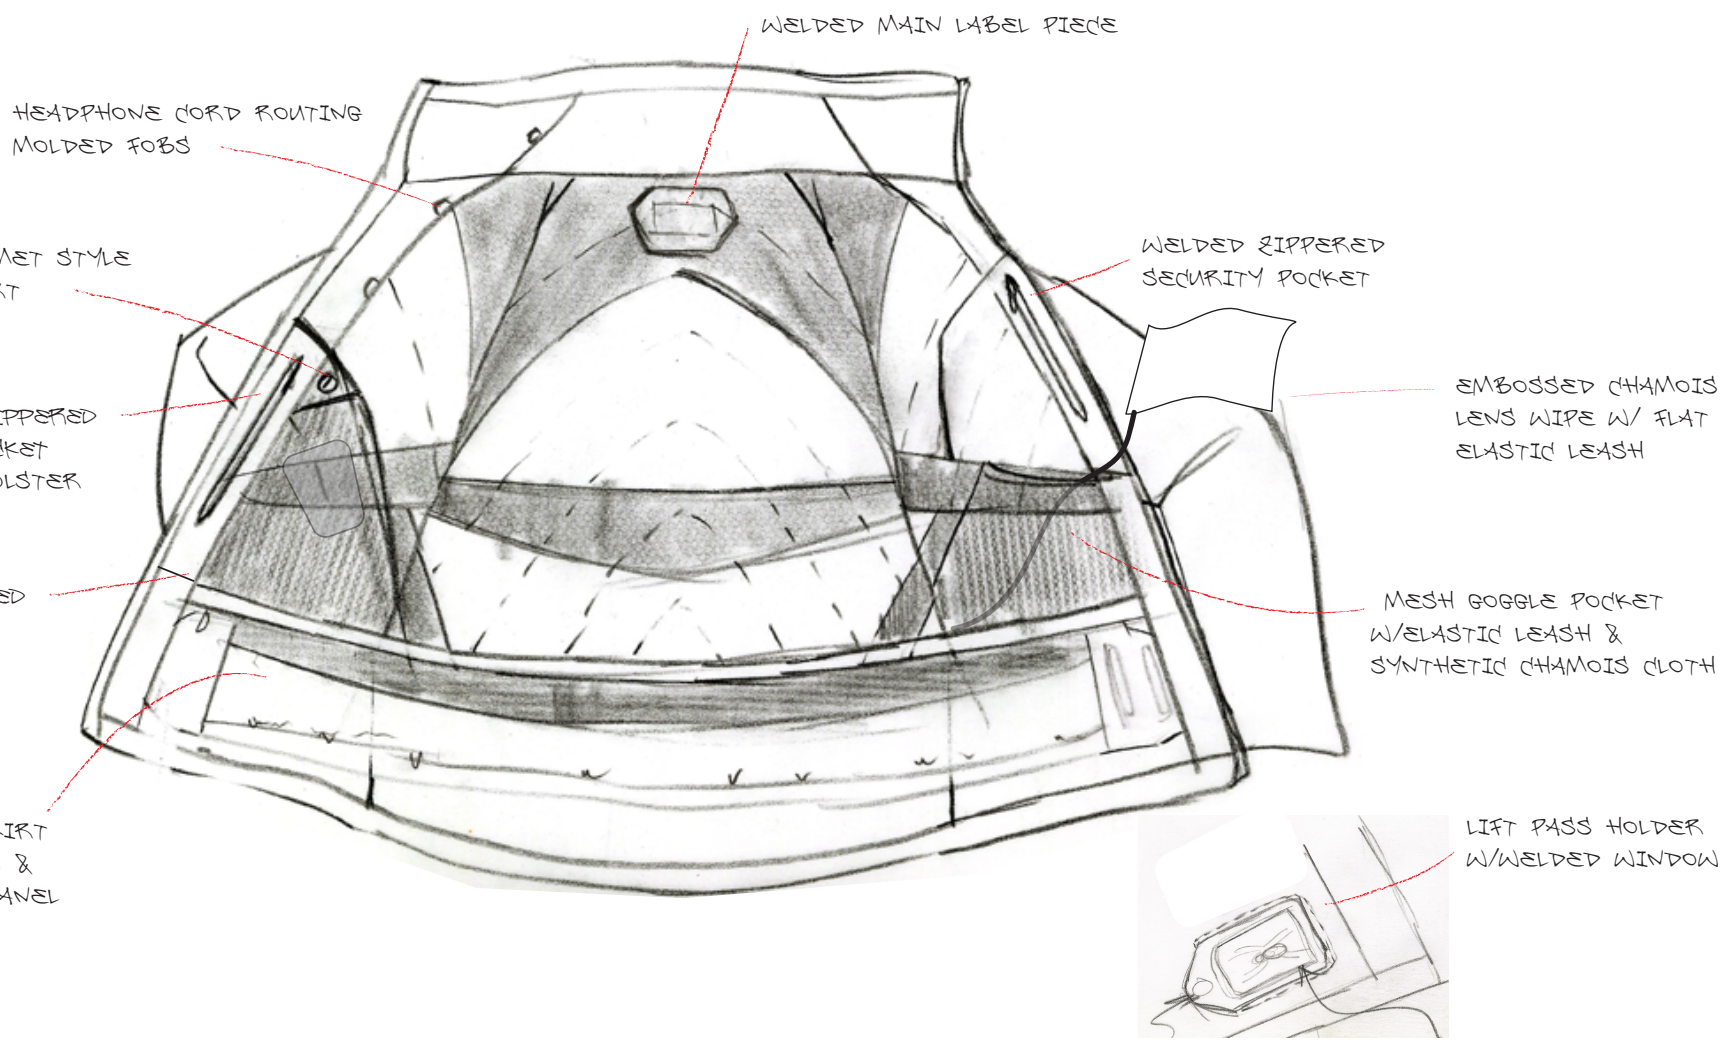 WELDED MAIN LABEL PIECE
HEADPHONE CORD ROUTING
MOLDED FOBS
STYLE
WELDED ZIPPERED
SECURITY POCKET
EMBOSSED CHAMOIS
LENS WIPE W/ FLAT
ELASTIC LEASH
MESH GOGGLE POCKET
W/ELASTIC LEASH &
SYNTHETIC CHAMOIS CLOTH
&
LIFT PASS HOLDER
W/WELDED WINDOW